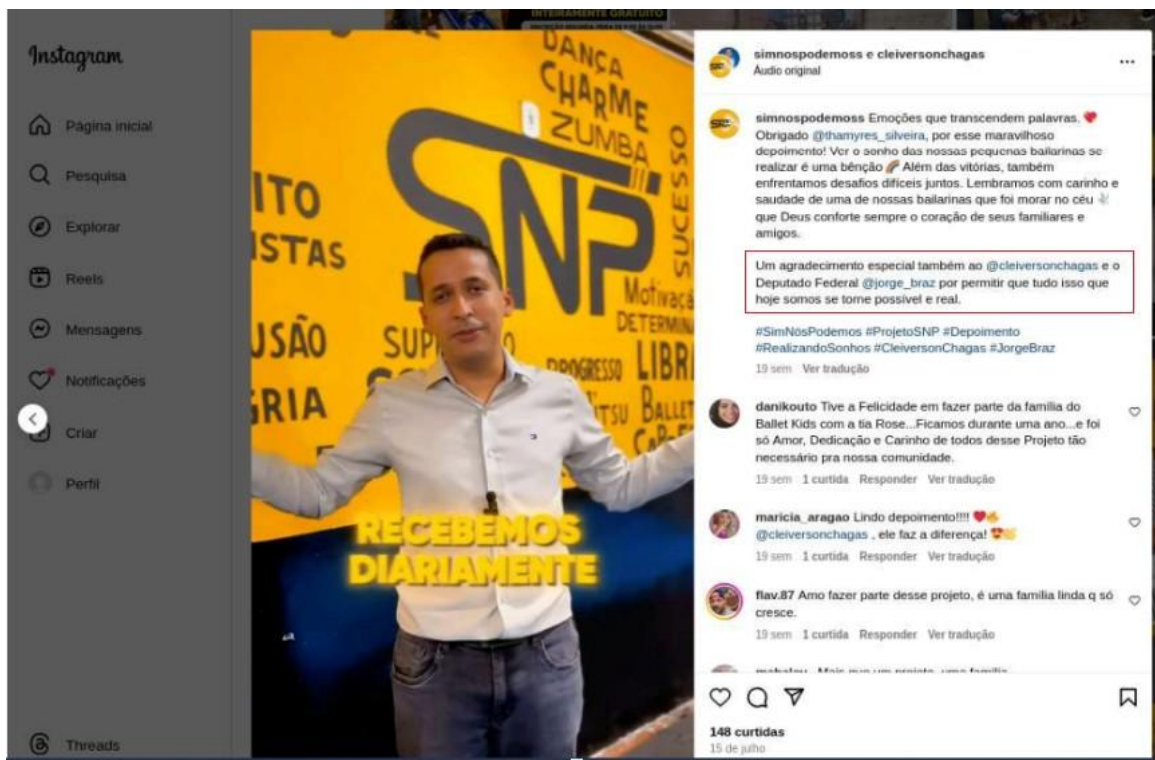 INTEIRAMENTE GRATUITO
Instagram
Página inicial
Pesquisa
Explorar
Reels
Mensagens
Notificações
Criar
Perfil
Threads
DANÇA
CHARME
ZUMBA
SUCESSO
SNP
ITO
ISTAS
Motivaçã
DETERMIN
USÃO
PROGRESSO
LIBR
GRIA
ITSU BALLET
RECEBEMOS
DIARIAMENTE
simnospodemoss e cleiversonchagas
Áudio original
simnospodemoss Emoções que transcendem palavras. ❤️
Obrigado @thamyres_silveira, por esse maravilhoso
depoimento! Ver o sonho das nossas pequenas bailarinas se
realizar é uma bênção 🌈 Além das vitórias, também
enfrentamos desafios difíceis juntos. Lembramos com carinho e
saudade de uma de nossas bailarinas que foi morar no céu 🕊️
que Deus conforte sempre o coração de seus familiares e
amigos.
Um agradecimento especial também ao @cleiversonchagas e o
Deputado Federal @jorge_braz por permitir que tudo isso que
hoje somos se torne possível e real.
#SimNósPodemos #ProjetoSNP #Depoimento
#RealizandoSonhos #CleiversonChagas #JorgeBraz
19 sem Ver tradução
danikouto Tive a Felicidade em fazer parte da família do
Ballet Kids com a tia Rose...Ficamos durante uma ano...e foi
só Amor, Dedicação e Carinho de todos desse Projeto tão
necessário pra nossa comunidade.
19 sem 1 curtida Responder Ver tradução
maricia_aragao Lindo depoimento!!!! ❤️🔥
@cleiversonchagas , ele faz a diferença! 😍👏
19 sem 1 curtida Responder Ver tradução
flav.87 Amo fazer parte desse projeto, é uma família linda q só
cresce.
19 sem 1 curtida Responder Ver tradução
Mais que um projeto, uma família
148 curtidas
15 de julho